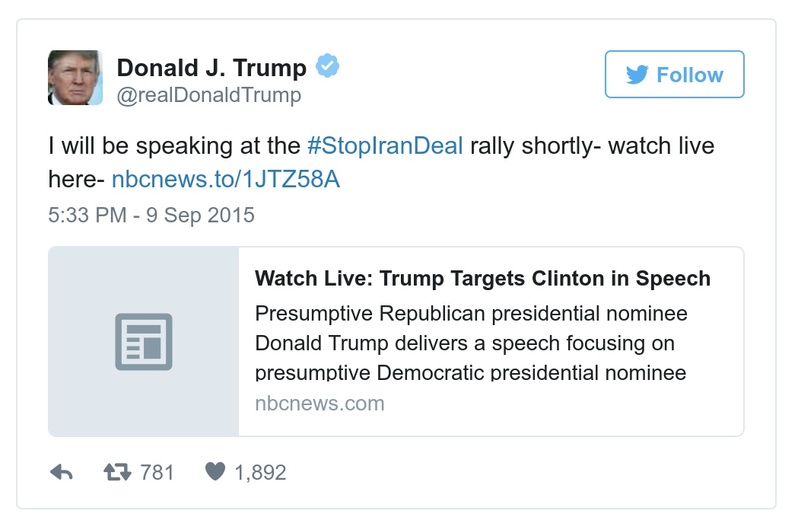 Donald J. Trump
@realDonaldTrump
Follow
I will be speaking at the #StopIranDeal rally shortly- watch live
here- nbcnews.to/1JTZ58A
5:33 PM - 9 Sep 2015
Watch Live: Trump Targets Clinton in Speech
Presumptive Republican presidential nominee
Donald Trump delivers a speech focusing on
presumptive Democratic presidential nominee
nbcnews.com
781 1,892